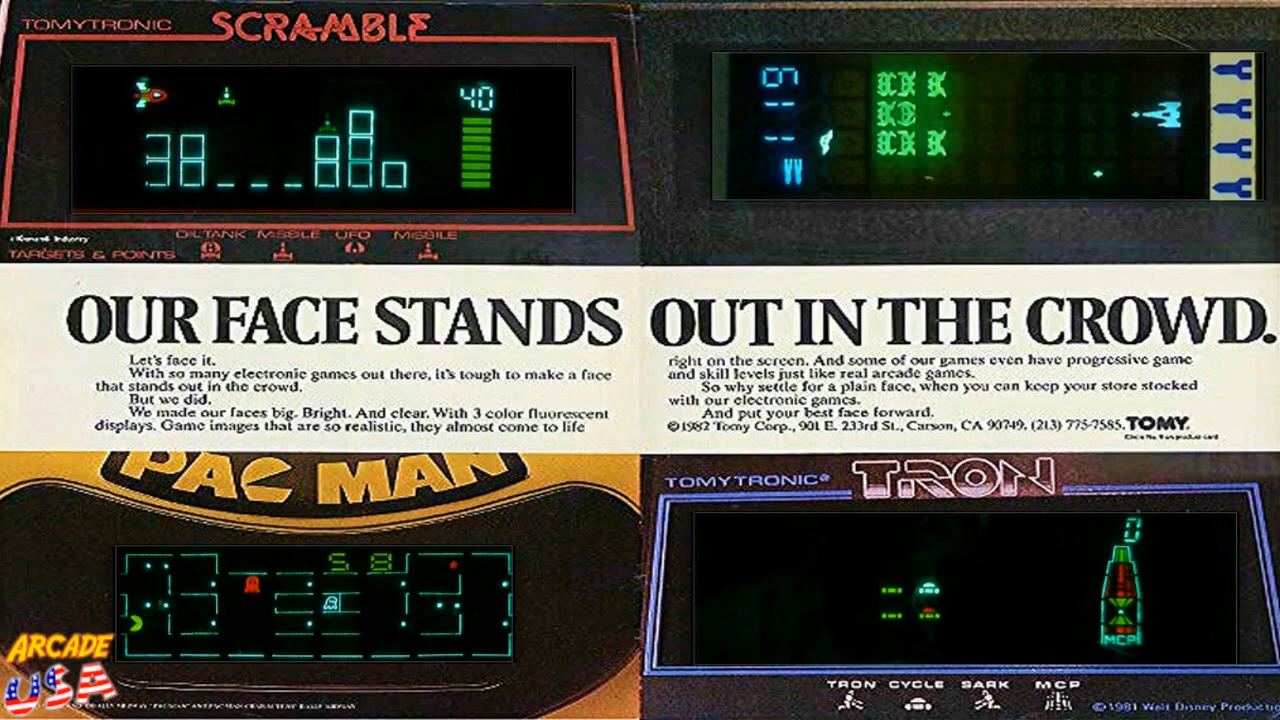 TOMYTRONIC SCRAMBLE
40
©Konami Industry
OIL TANK MISSILE UFO MISSILE
TARGETS & POINTS
OUR FACE STANDS OUT IN THE CROWD.
Let's face it.
With so many electronic games out there, it's tough to make a face
that stands out in the crowd.
But we did.
We made our faces big. Bright. And clear. With 3 color fluorescent
displays. Game images that are so realistic, they almost come to life
right on the screen. And some of our games even have progressive game
and skill levels just like real arcade games.
So why settle for a plain face, when you can keep your store stocked
with our electronic games.
And put your best face forward.
©1982 Tomy Corp., 901 E. 233rd St., Carson, CA 90749. (213) 775-7585. TOMY.
PAC MAN
58
ARCADE
USA
TOMYTRONIC® TRON
0
MCP
TRON CYCLE SARK MCP
©1981 Walt Disney Productio